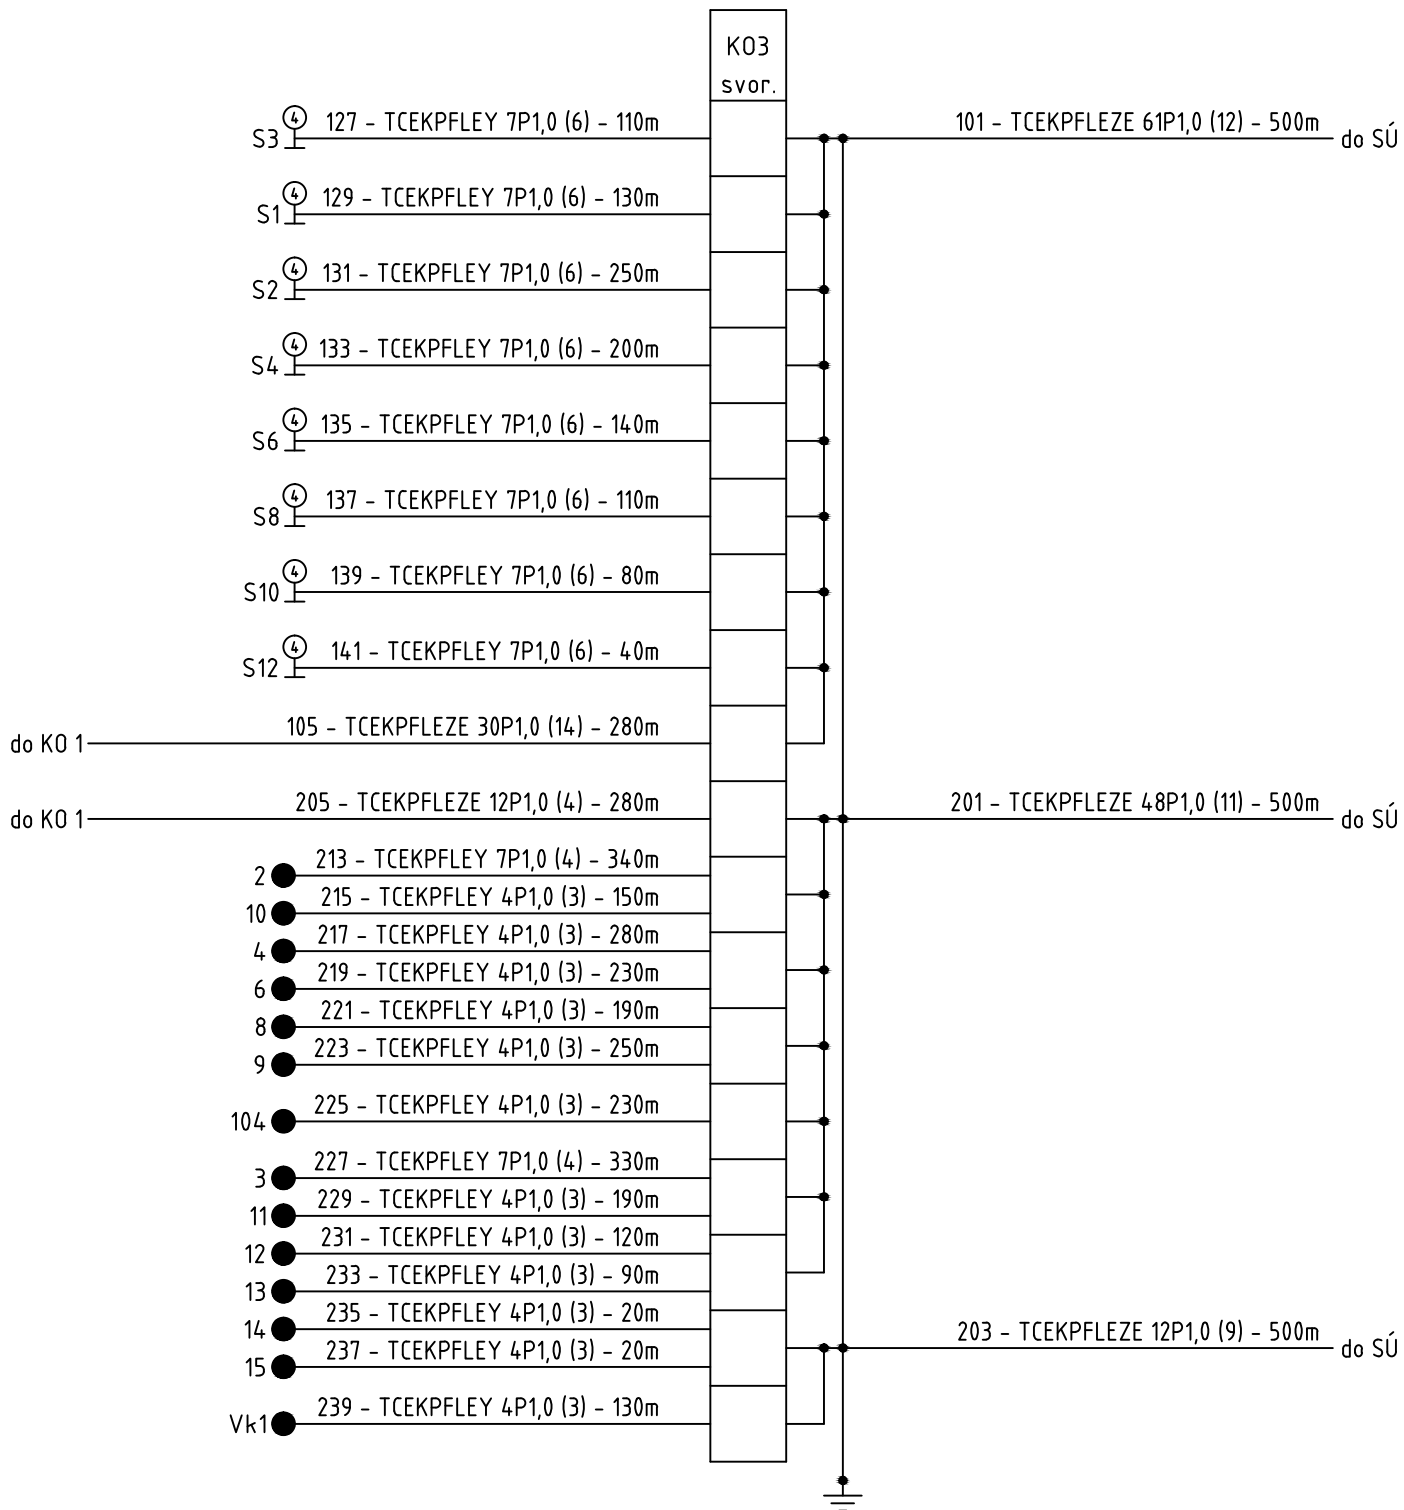 KO3
svor.
S3 4 127 - TCEKPFLEY 7P1,0 (6) - 110m
101 - TCEKPFLEZE 61P1,0 (12) - 500m do SÚ
S1 4 129 - TCEKPFLEY 7P1,0 (6) - 130m
S2 4 131 - TCEKPFLEY 7P1,0 (6) - 250m
S4 4 133 - TCEKPFLEY 7P1,0 (6) - 200m
S6 4 135 - TCEKPFLEY 7P1,0 (6) - 140m
S8 4 137 - TCEKPFLEY 7P1,0 (6) - 110m
S10 4 139 - TCEKPFLEY 7P1,0 (6) - 80m
S12 4 141 - TCEKPFLEY 7P1,0 (6) - 40m
do KO 1 105 - TCEKPFLEZE 30P1,0 (14) - 280m
do KO 1 205 - TCEKPFLEZE 12P1,0 (4) - 280m
201 - TCEKPFLEZE 48P1,0 (11) - 500m do SÚ
2 213 - TCEKPFLEY 7P1,0 (4) - 340m
10 215 - TCEKPFLEY 4P1,0 (3) - 150m
4 217 - TCEKPFLEY 4P1,0 (3) - 280m
6 219 - TCEKPFLEY 4P1,0 (3) - 230m
8 221 - TCEKPFLEY 4P1,0 (3) - 190m
9 223 - TCEKPFLEY 4P1,0 (3) - 250m
104 225 - TCEKPFLEY 4P1,0 (3) - 230m
3 227 - TCEKPFLEY 7P1,0 (4) - 330m
11 229 - TCEKPFLEY 4P1,0 (3) - 190m
12 231 - TCEKPFLEY 4P1,0 (3) - 120m
13 233 - TCEKPFLEY 4P1,0 (3) - 90m
14 235 - TCEKPFLEY 4P1,0 (3) - 20m
203 - TCEKPFLEZE 12P1,0 (9) - 500m do SÚ
15 237 - TCEKPFLEY 4P1,0 (3) - 20m
Vk1 239 - TCEKPFLEY 4P1,0 (3) - 130m